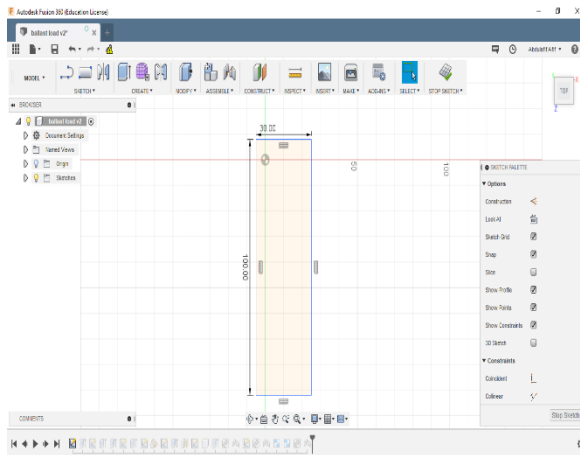 Autodesk Fusion 360 (Education License)
ballast load v2*
MODEL
SKETCH
CREATE
MODIFY
ASSEMBLE
CONSTRUCT
INSPECT
INSERT
MAKE
ADD-INS
SELECT
STOP SKETCH
TOP
BROWSER
ballast load v2
Document Settings
Named Views
Origin
Sketches
30.00
50
100
100.00
SKETCH PALETTE
Options
Construction
Look At
Sketch Grid
Snap
Slice
Show Profile
Show Points
Show Constraints
3D Sketch
Constraints
Coincident
Collinear
Stop Sketch
COMMENTS